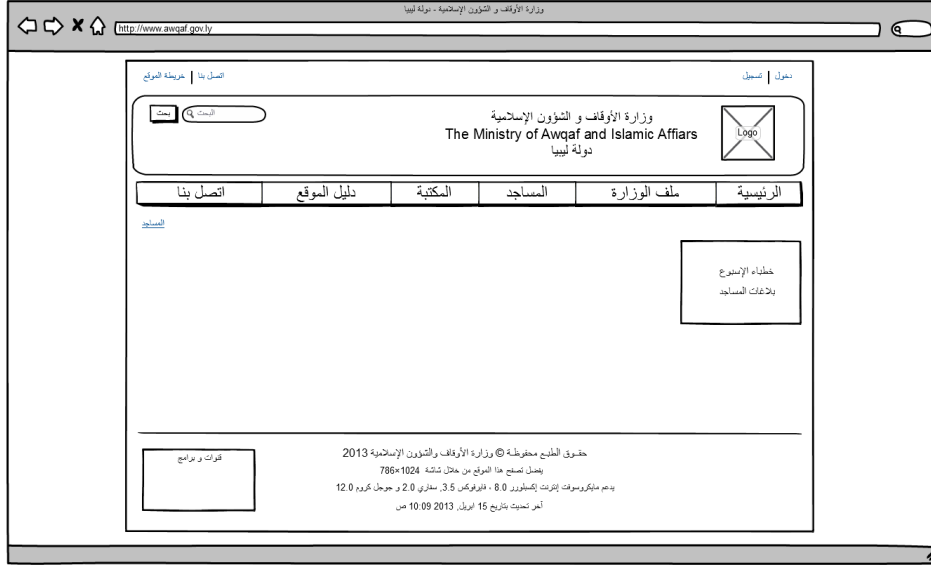 وزارة الأوقاف و الشؤون الإسلامية - دولة ليبيا
http://www.awqaf.gov.ly
دخول | تسجيل
اتصل بنا | خريطة الموقع
وزارة الأوقاف و الشؤون الإسلامية
The Ministry of Awqaf and Islamic Affiars
دولة ليبيا
Logo
البحث
بحث
الرئيسية
ملف الوزارة
المساجد
المكتبة
دليل الموقع
اتصل بنا
المساجد
خطباء الإسبوع
بلاغات المساجد
حقـوق الطبـع محفوظـة © وزارة الأوقاف والشؤون الإسلامية 2013
يفضل تصفح هذا الموقع من خلال شاشة 1024×786
يدعم مايكروسوفت إنترنت إكسبلورر 8.0 ، فايرفوكس 3.5, سفاري 2.0 و جوجل كروم 12.0
آخر تحديث بتاريخ 15 ابريل, 2013 10:09 ص
قنوات و برامج